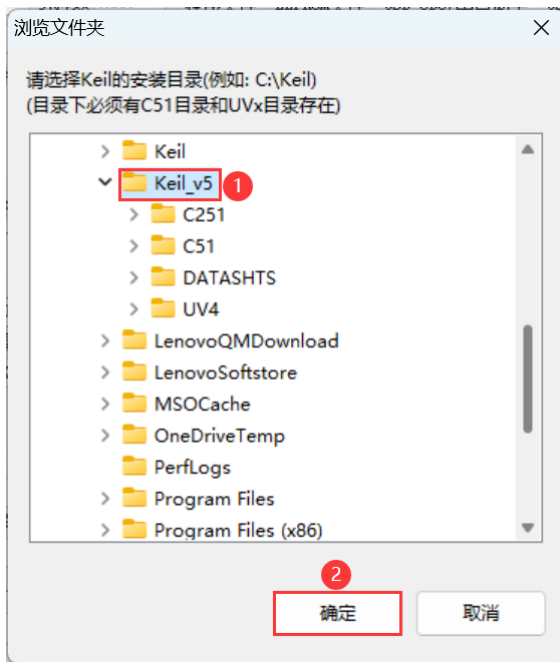 浏览文件夹
请选择Keil的安装目录(例如: C:\Keil)
(目录下必须有C51目录和UVx目录存在)
Keil
Keil_v5 1
C251
C51
DATASHTS
UV4
LenovoQMDownload
LenovoSoftstore
MSOCache
OneDriveTemp
PerfLogs
Program Files
Program Files (x86)
2
确定 取消